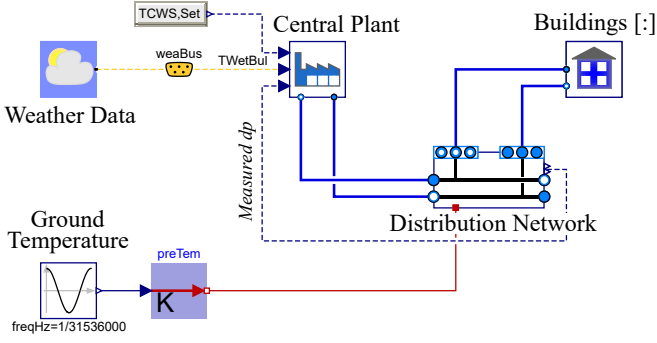 TCWS,Set
Central Plant
Buildings [:]
weaBus
TWetBul
Weather Data
Measured dp
Ground
Temperature
Distribution Network
preTem
K
freqHz=1/31536000